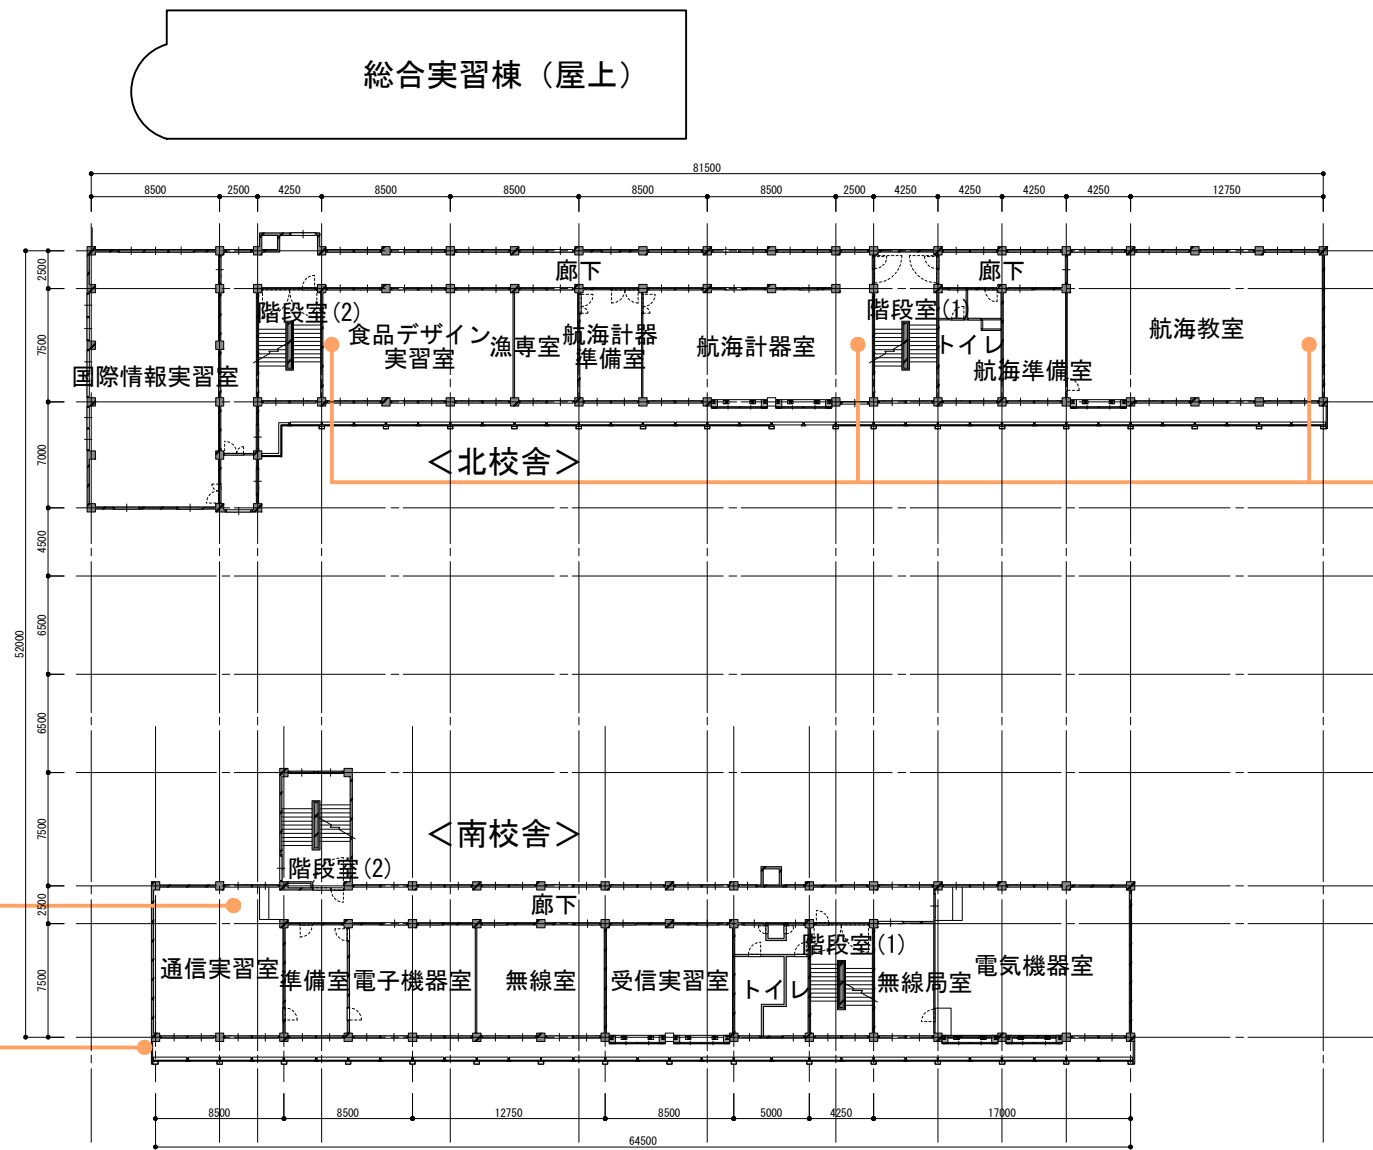 総合実習棟（屋上）
81500
8500 2500 4250 8500 8500 8500 8500 2500 4250 4250 4250 4250 12750
廊下 廊下
階段室(2) 階段室(1)
食品デザイン
実習室
漁専室
航海計器
準備室
航海計器室
トイレ
航海準備室
航海教室
国際情報実習室
＜北校舎＞
2500
7500
7000
4500
6500
6500
7500
2500
7500
52000
＜南校舎＞
階段室(2)
廊下
階段室(1)
通信実習室 準備室 電子機器室 無線室 受信実習室 トイレ 無線局室 電気機器室
8500 8500 12750 8500 5000 4250 17000
64500